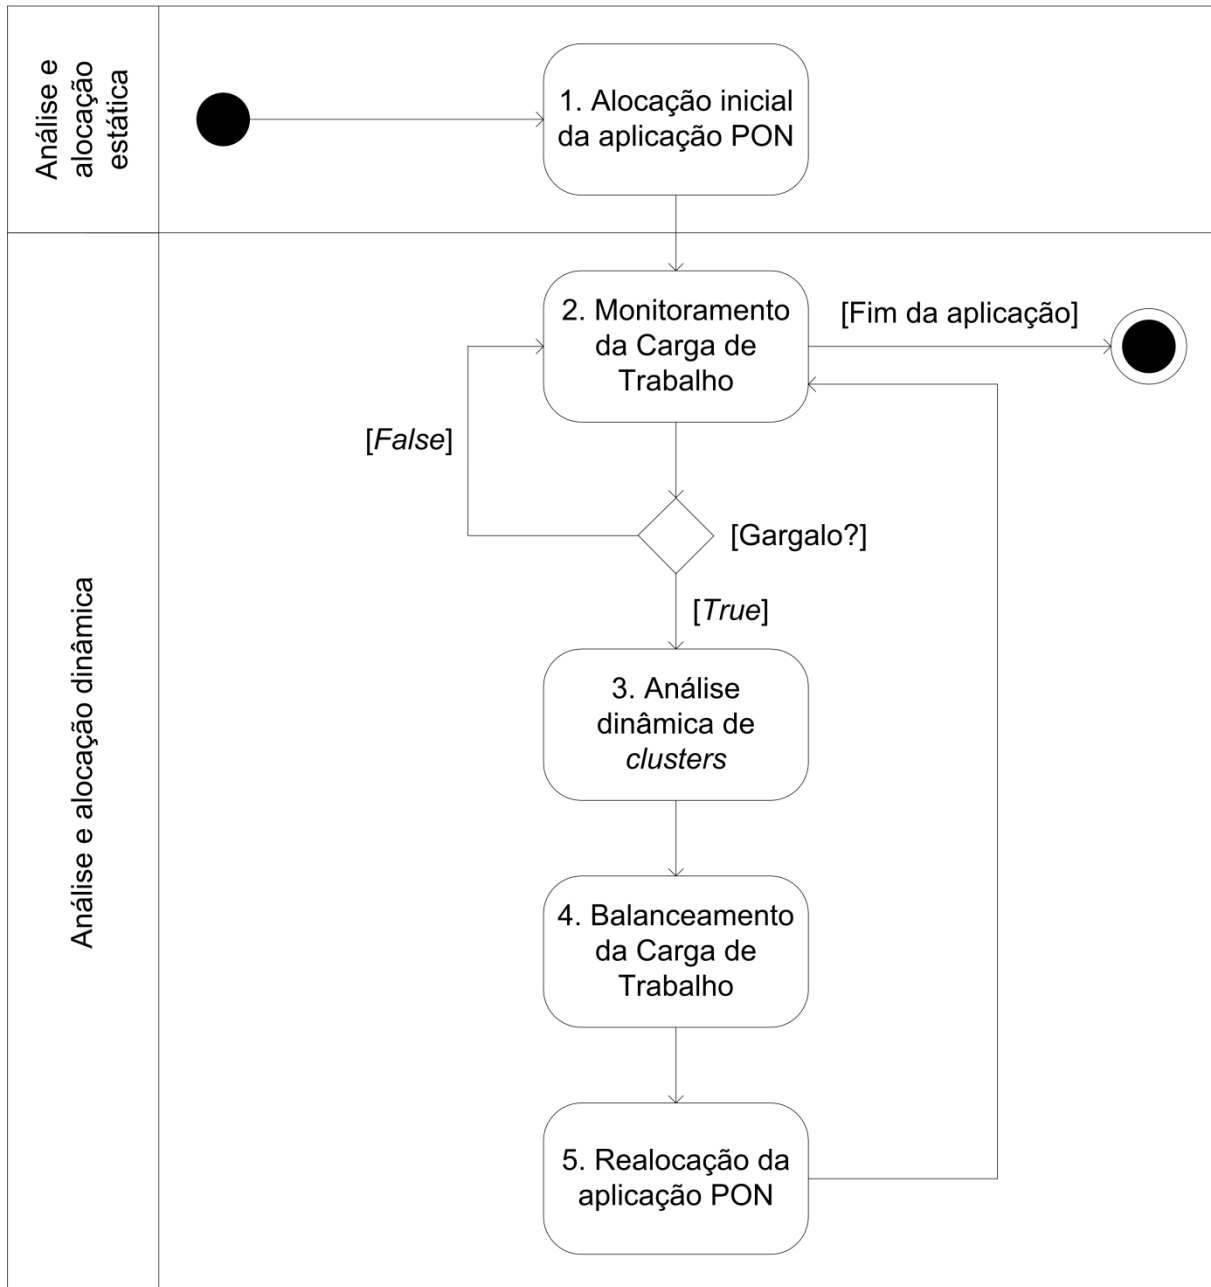 Análise e
alocação
estática
1. Alocação inicial
da aplicação PON
2. Monitoramento
da Carga de
Trabalho
[Fim da aplicação]
[False]
[Gargalo?]
[True]
Análise e alocação dinâmica
3. Análise
dinâmica de
clusters
4. Balanceamento
da Carga de
Trabalho
5. Realocação da
aplicação PON